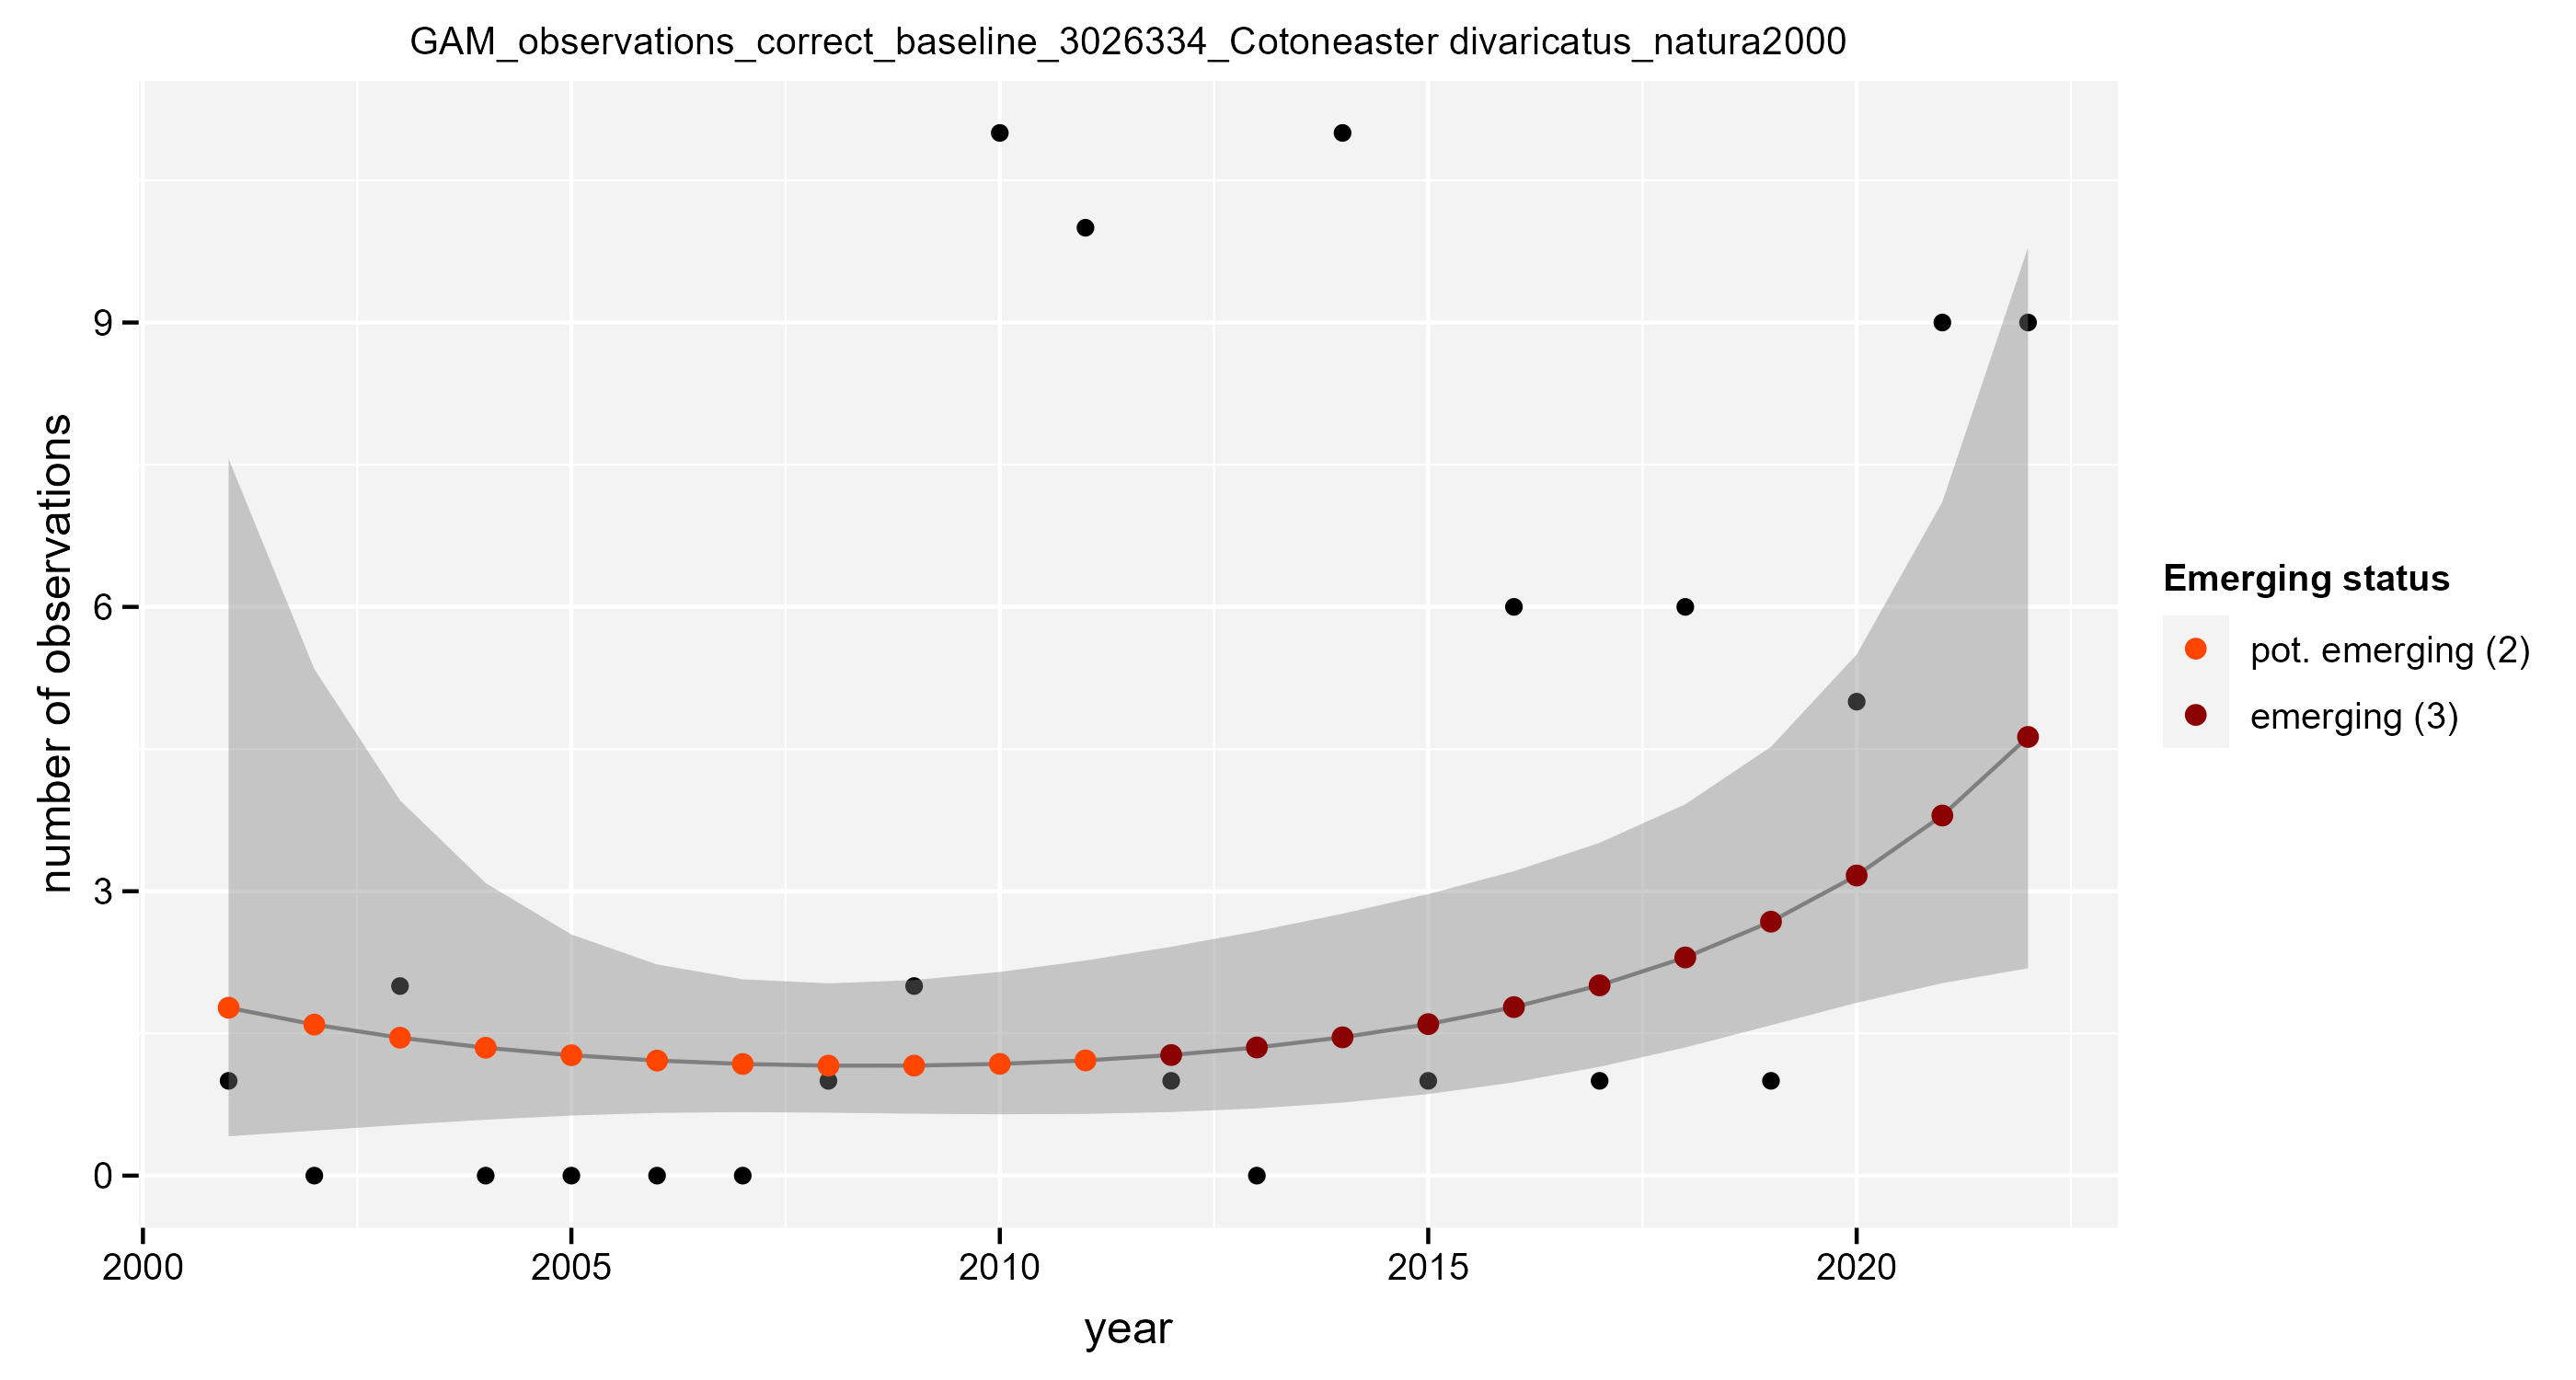 GAM_observations_correct_baseline_3026334_Cotoneaster divaricatus_natura2000
number of observations
9
6
3
0
2000
2005
2010
2015
2020
year
Emerging status
pot. emerging (2)
emerging (3)